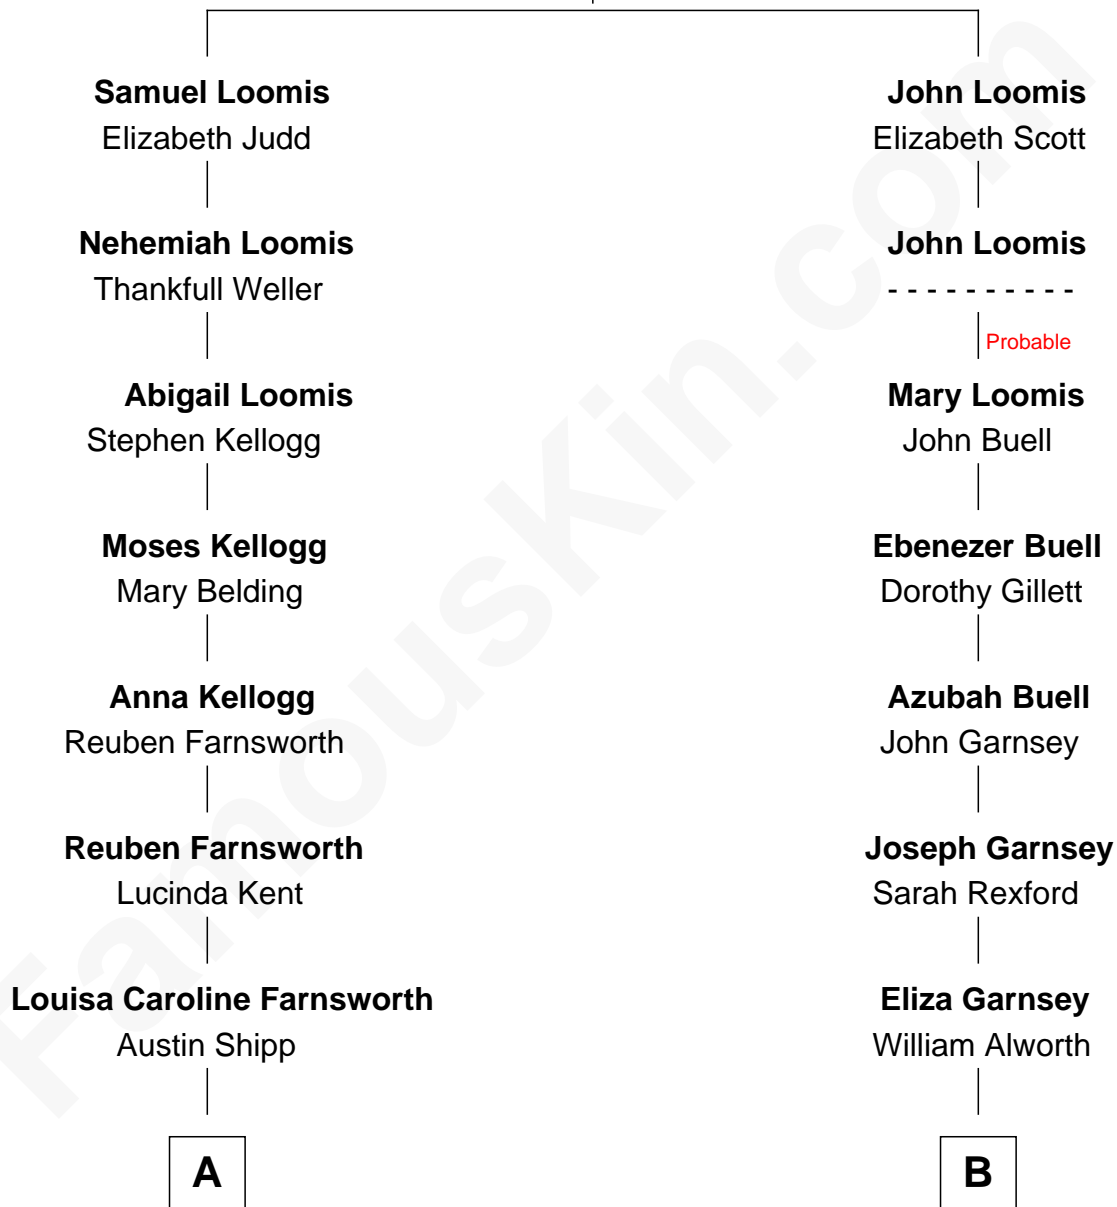 Samuel Loomis
Elizabeth Judd
Nehemiah Loomis
Thankfull Weller
Abigail Loomis
Stephen Kellogg
Moses Kellogg
Mary Belding
Anna Kellogg
Reuben Farnsworth
Reuben Farnsworth
Lucinda Kent
Louisa Caroline Farnsworth
Austin Shipp
A
John Loomis
Elizabeth Scott
John Loomis
- - - - - - - - - -
Probable
Mary Loomis
John Buell
Ebenezer Buell
Dorothy Gillett
Azubah Buell
John Garnsey
Joseph Garnsey
Sarah Rexford
Eliza Garnsey
William Alworth
B
FamousKin.com